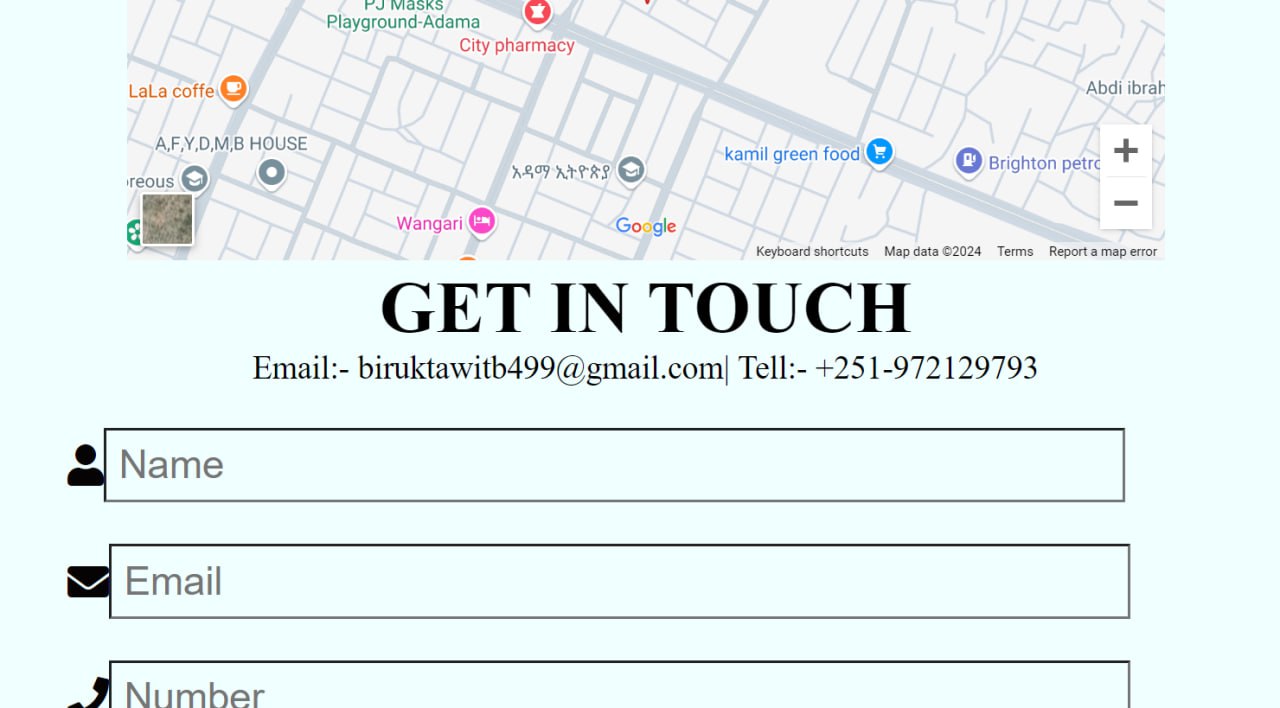 PJ Masks
Playground-Adama
City pharmacy
LaLa coffe
Abdi ibrah
A,F,Y,D,M,B HOUSE
kamil green food
Brighton petro
አዳማ ኢትዮጵያ
reous
Wangari
Google
Keyboard shortcuts Map data ©2024 Terms Report a map error
GET IN TOUCH
Email:- biruktawitb499@gmail.com| Tell:- +251-972129793
Name
Email
Number